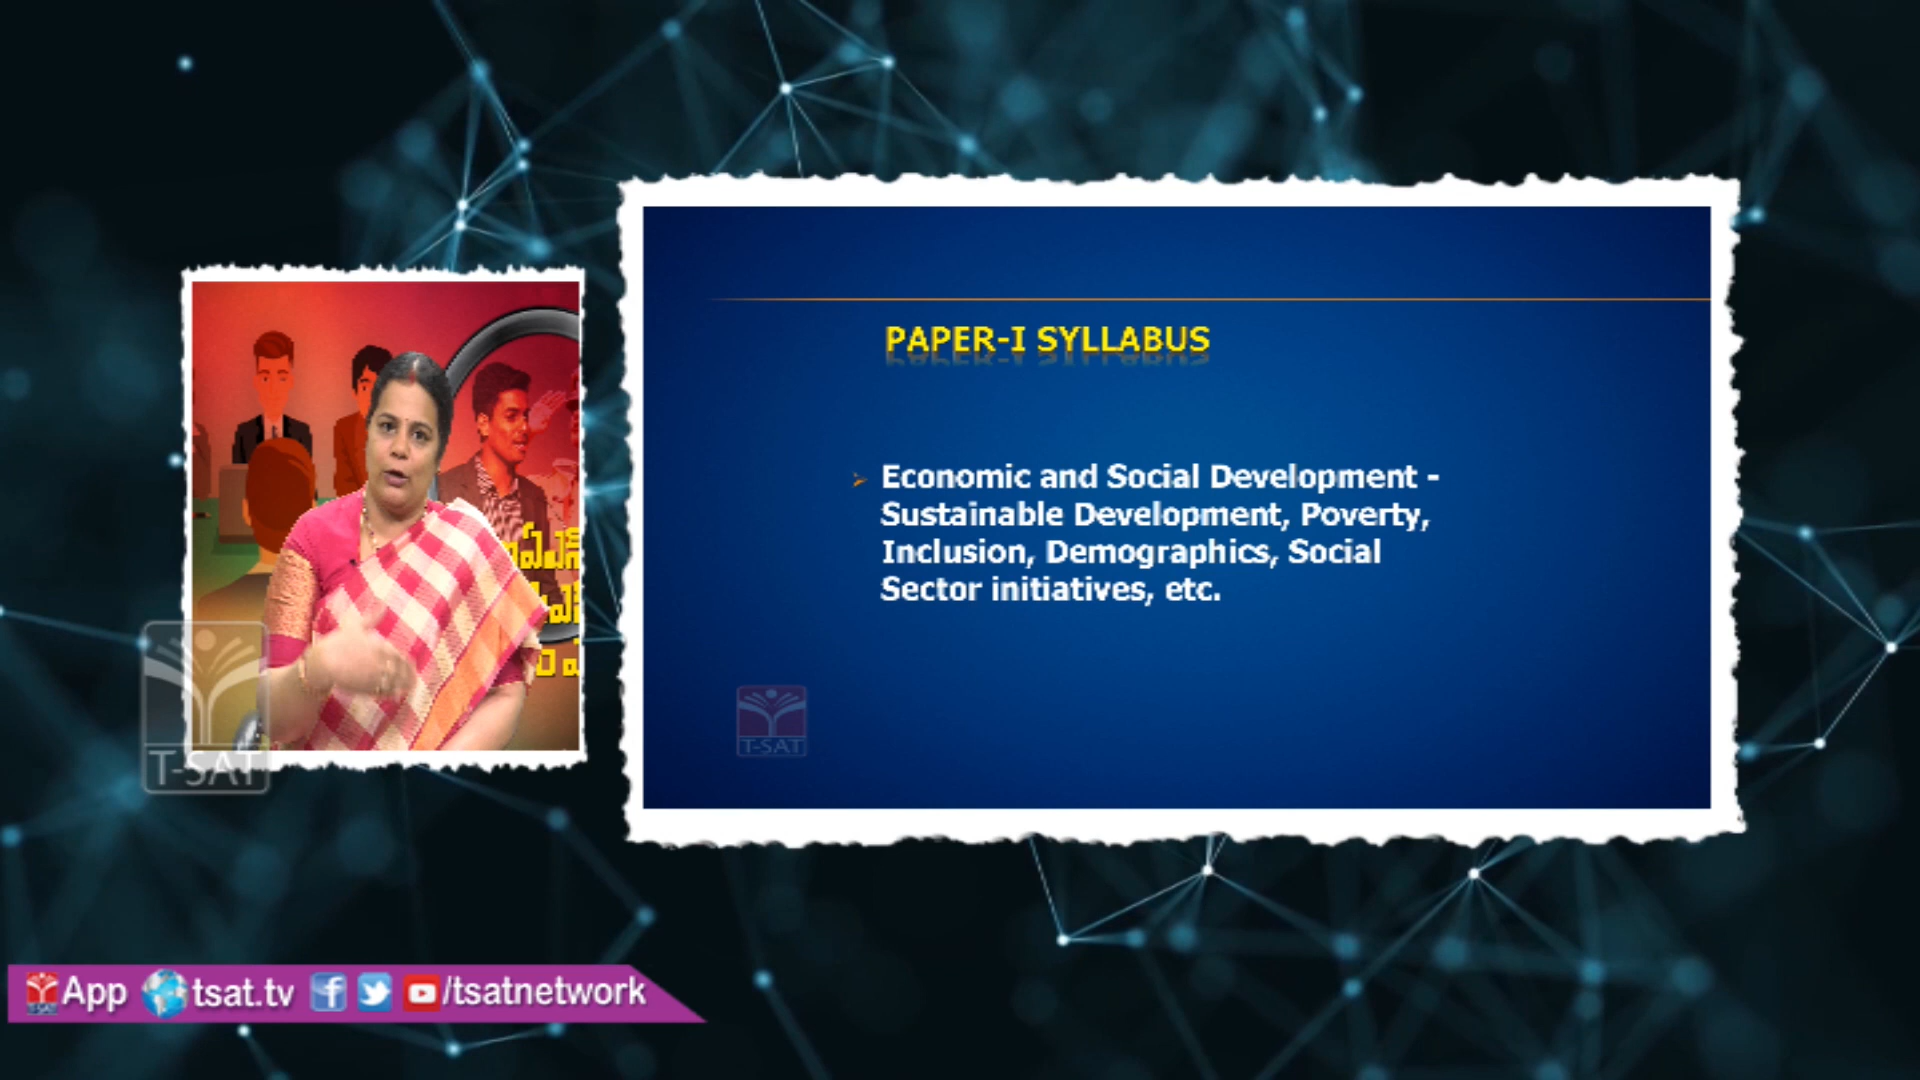 PAPER-I SYLLABUS
Economic and Social Development -
Sustainable Development, Poverty,
Inclusion, Demographics, Social
Sector initiatives, etc.
T-SAT
T-SAT
App tsat.tv /tsatnetwork